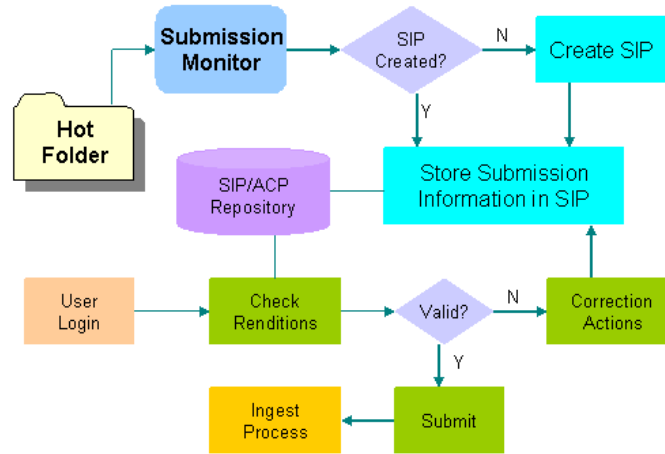 Submission
Monitor
SIP
Created?
N
Create SIP
Y
Hot
Folder
SIP/ACP
Repository
Store Submission
Information in SIP
User
Login
Check
Renditions
Valid?
N
Correction
Actions
Y
Ingest
Process
Submit